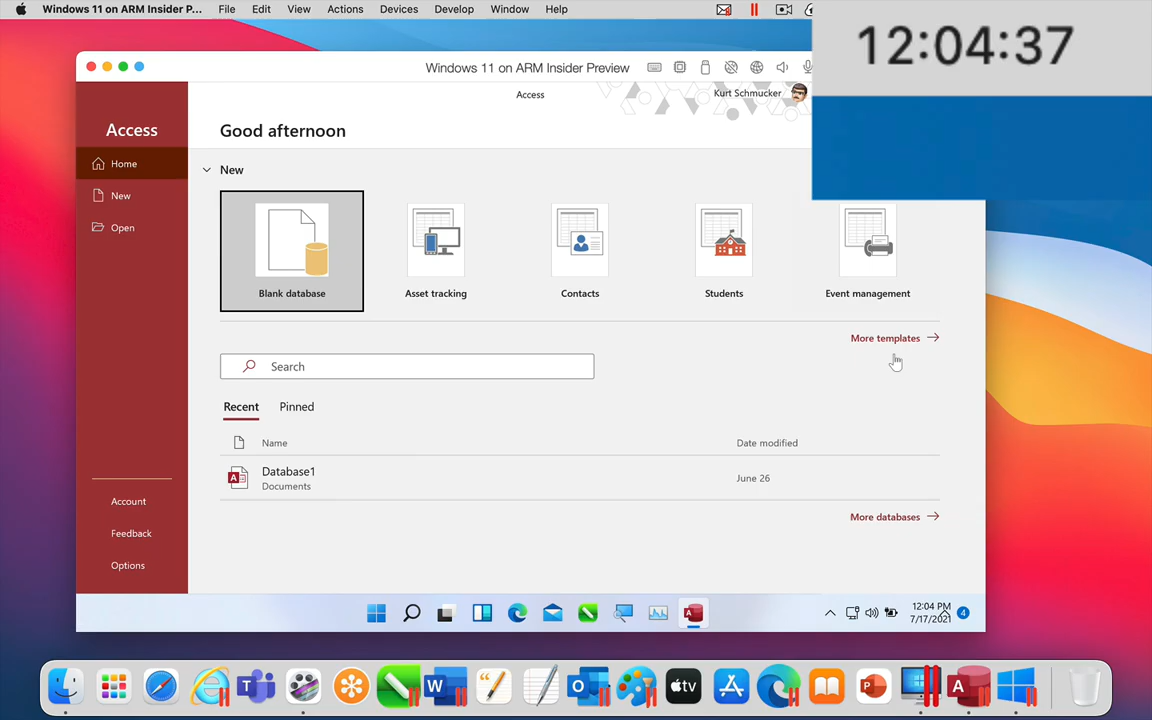 Windows 11 on ARM Insider P...
File
Edit
View
Actions
Devices
Develop
Window
Help
12:04:37
Windows 11 on ARM Insider Preview
Access
Kurt Schmucker
Access
Good afternoon
Home
New
Open
New
Blank database
Asset tracking
Contacts
Students
Event management
More templates
Search
Recent
Pinned
Name
Date modified
A
Database1
Documents
June 26
More databases
Account
Feedback
Options
A
12:04 PM
7/17/2021
4
T
W
O
tv
P
A